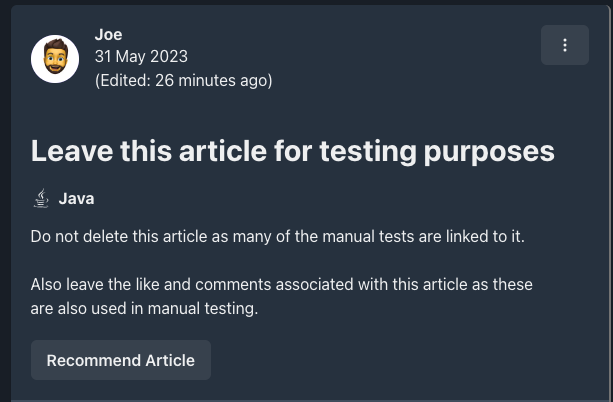 Joe
31 May 2023
(Edited: 26 minutes ago)
Leave this article for testing purposes
Java
Do not delete this article as many of the manual tests are linked to it.
Also leave the like and comments associated with this article as these
are also used in manual testing.
Recommend Article